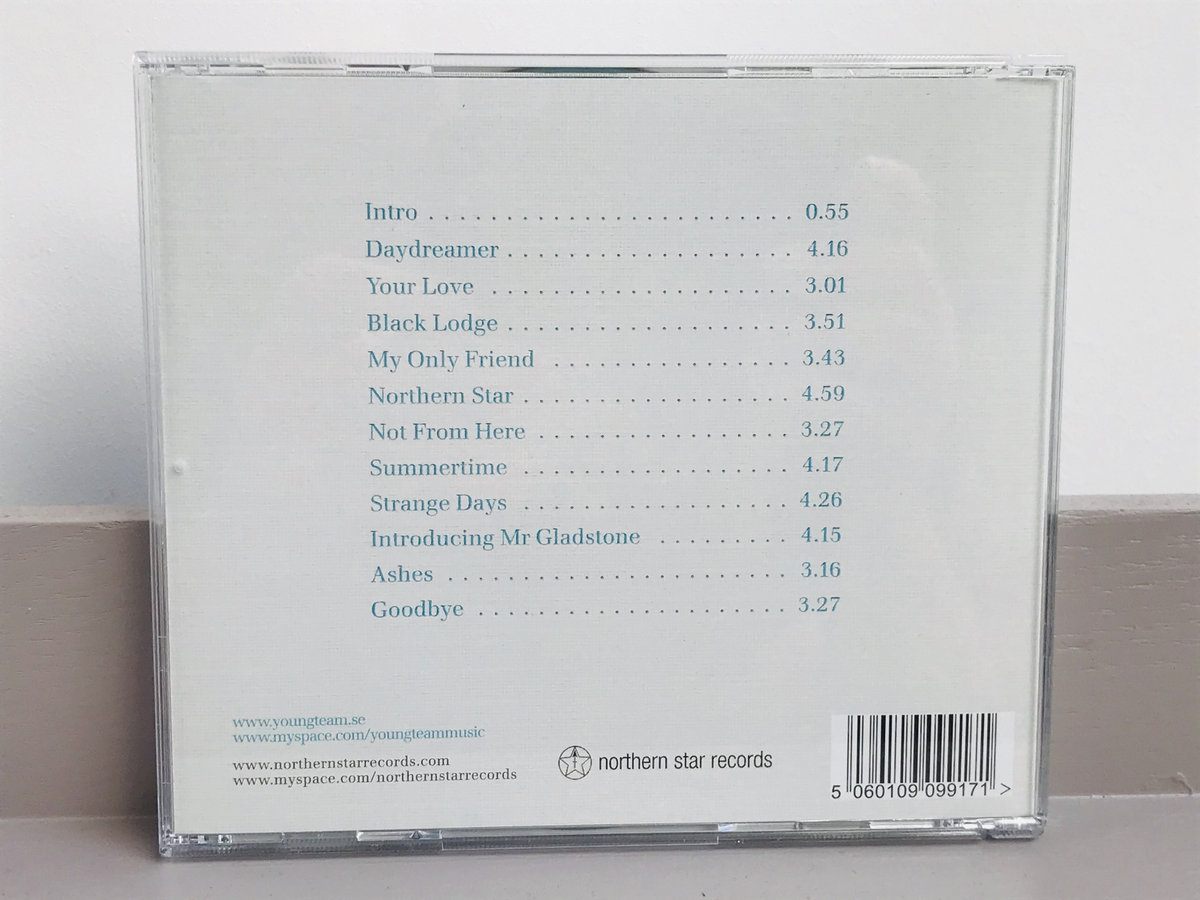 Intro . . . . . . . . . . . . . . . . . . . . . . . . 0.55
Daydreamer . . . . . . . . . . . . . . . . . . . 4.16
Your Love . . . . . . . . . . . . . . . . . . . . 3.01
Black Lodge . . . . . . . . . . . . . . . . . . . 3.51
My Only Friend . . . . . . . . . . . . . . . . 3.43
Northern Star . . . . . . . . . . . . . . . . . . 4.59
Not From Here . . . . . . . . . . . . . . . . . 3.27
Summertime . . . . . . . . . . . . . . . . . . 4.17
Strange Days . . . . . . . . . . . . . . . . . . 4.26
Introducing Mr Gladstone . . . . . . . . . 4.15
Ashes . . . . . . . . . . . . . . . . . . . . . . . 3.16
Goodbye . . . . . . . . . . . . . . . . . . . . . 3.27
www.youngteam.se
www.myspace.com/youngteammusic
www.northernstarrecords.com
www.myspace.com/northernstarrecords
northern star records
5 060109 099171 >